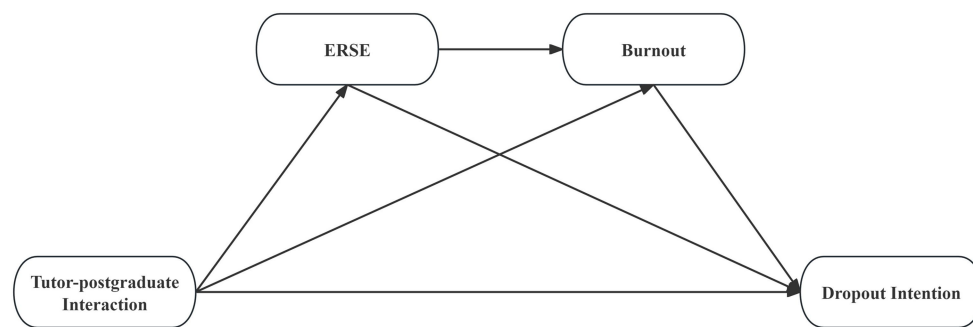 ERSE
Burnout
Tutor-postgraduate
Interaction
Dropout Intention